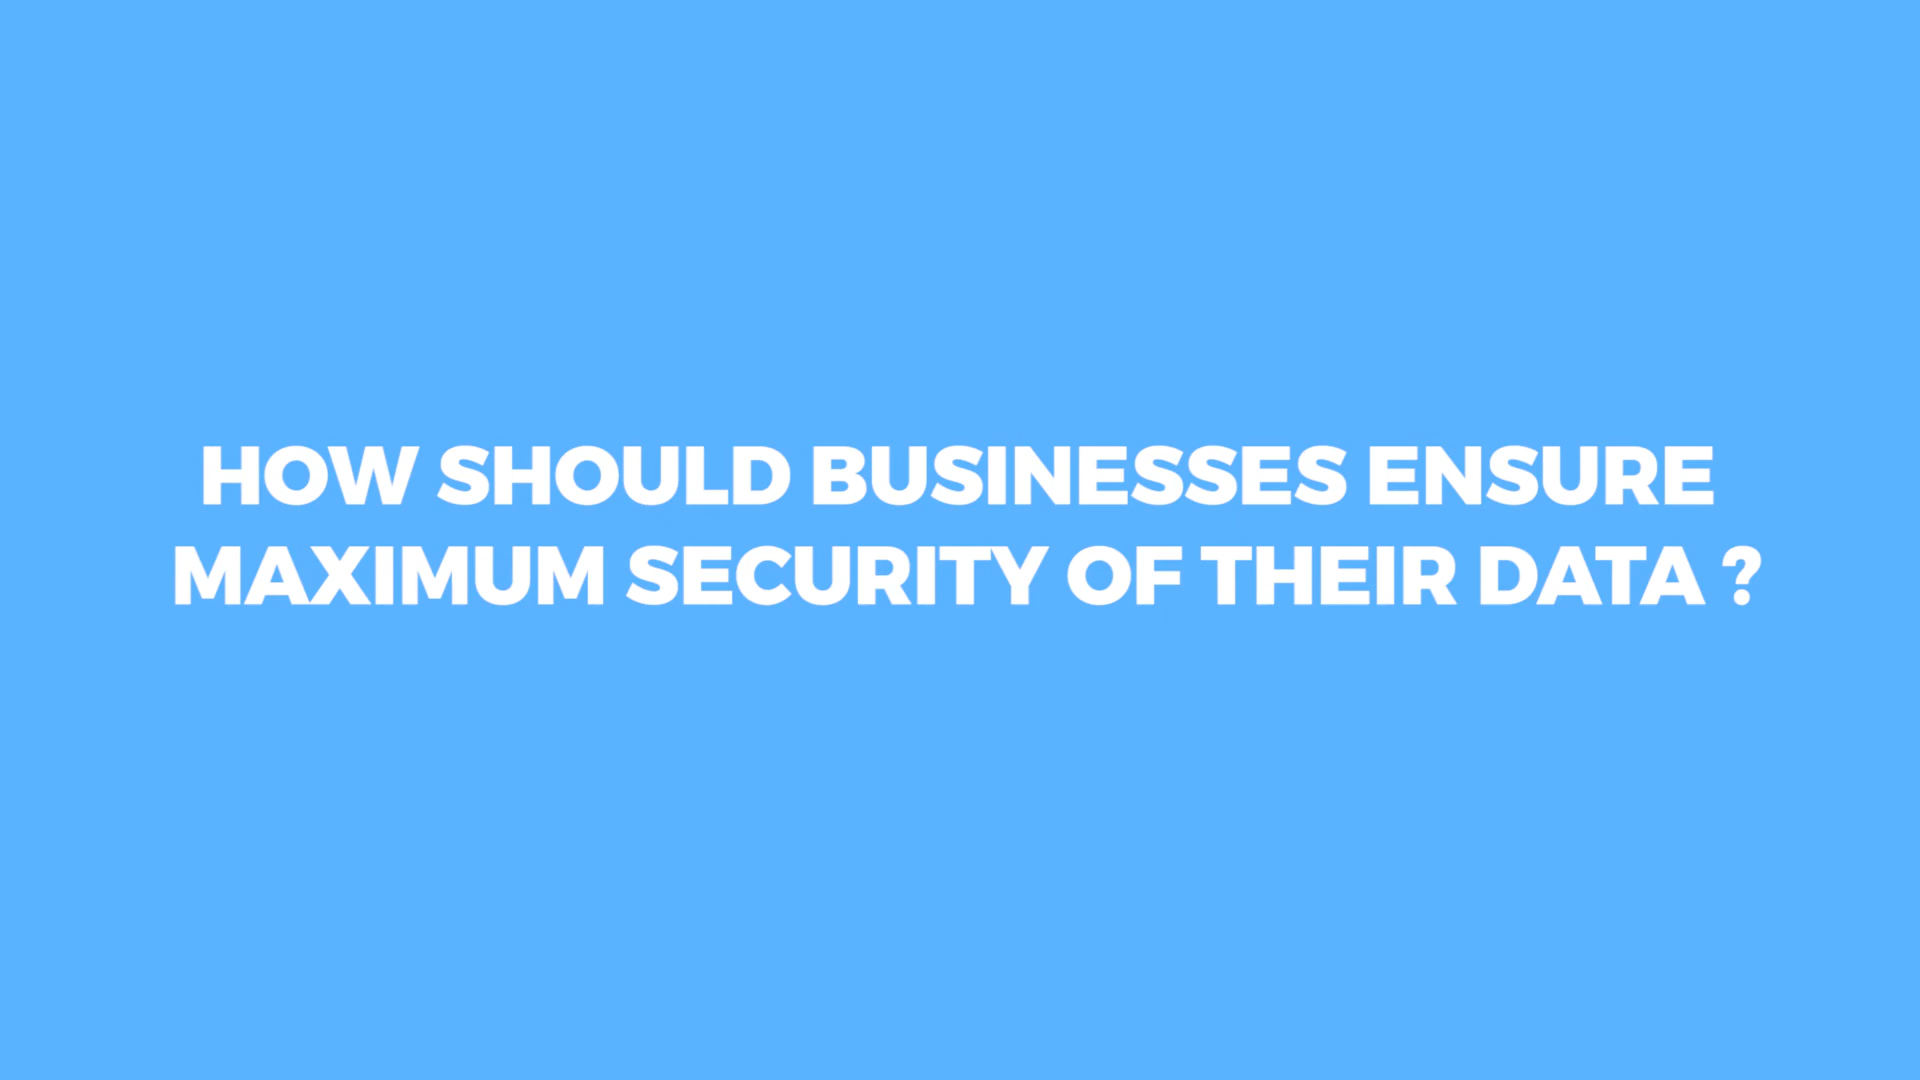 HOW SHOULD BUSINESSES ENSURE
MAXIMUM SECURITY OF THEIR DATA ?